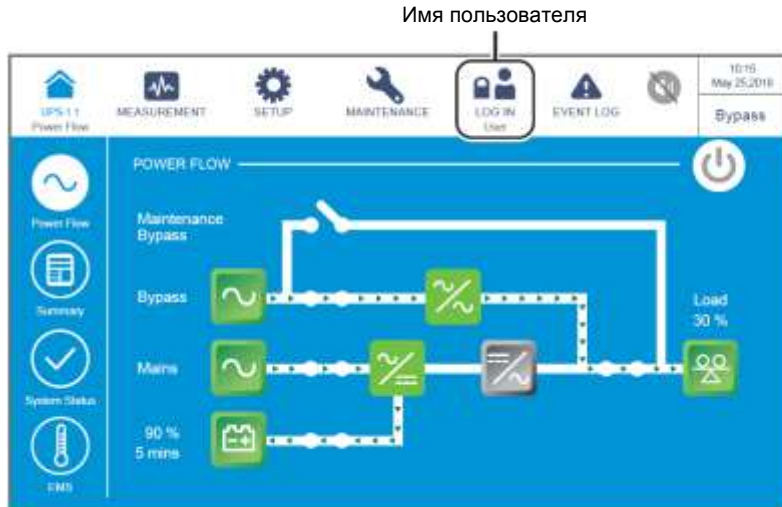 Имя пользователя
10:15
May 25,2018
UPS-1.1
Power Flow
MEASUREMENT
SETUP
MAINTENANCE
LOG IN
User
EVENT LOG
Bypass
POWER FLOW
Power Flow
Maintenance
Bypass
Summary
Bypass
Load
30 %
Mains
System Status
90 %
5 mins
EMS